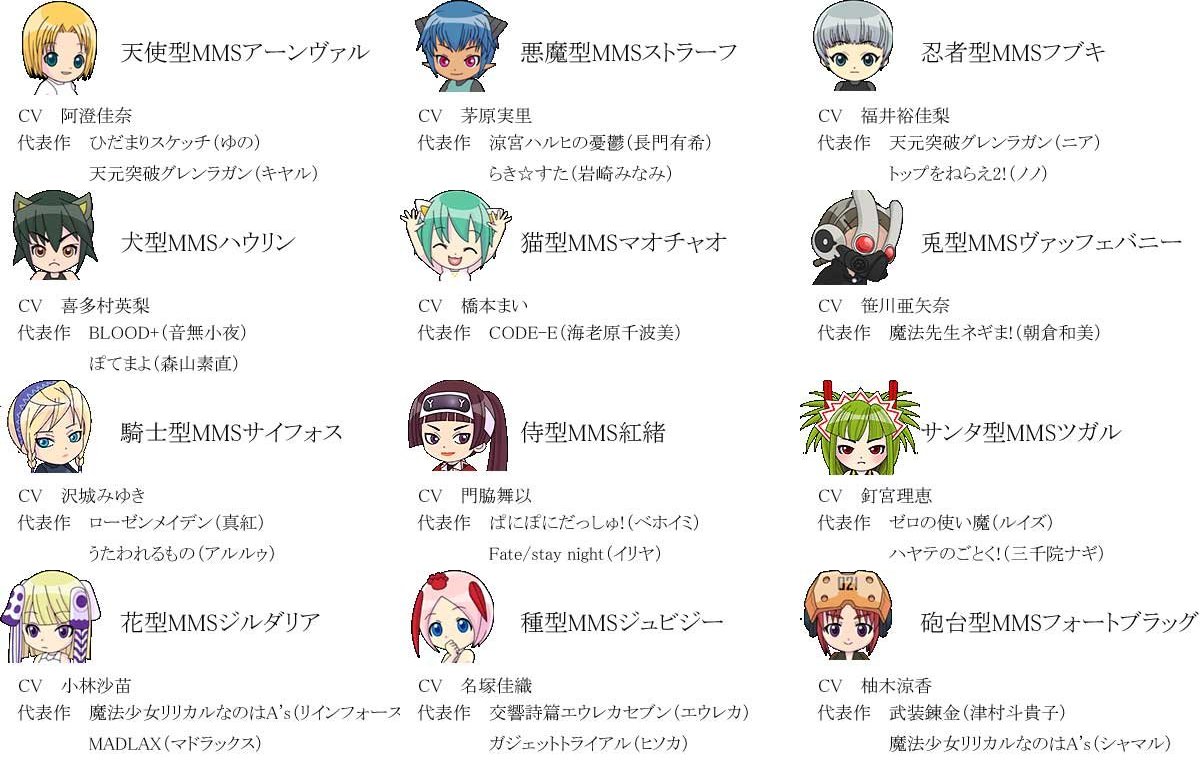 天使型MMSアーンヴァル
CV 阿澄佳奈
代表作 ひだまりスケッチ(ゆの)
天元突破グレンラガン(キヤル)
悪魔型MMSストラーフ
CV 茅原実里
代表作 涼宮ハルヒの憂鬱(長門有希)
らき☆すた(岩崎みなみ)
忍者型MMSフブキ
CV 福井裕佳梨
代表作 天元突破グレンラガン(ニア)
トップをねらえ2!(ノノ)
犬型MMSハウリン
CV 喜多村英梨
代表作 BLOOD+(音無小夜)
ぽてまよ(森山素直)
猫型MMSマオチャオ
CV 橋本まい
代表作 CODE-E(海老原千波美)
兎型MMSヴァッフェバニー
CV 笹川亜矢奈
代表作 魔法先生ネギま!(朝倉和美)
騎士型MMSサイフォス
CV 沢城みゆき
代表作 ローゼンメイデン(真紅)
うたわれるもの(アルルゥ)
侍型MMS紅緒
CV 門脇舞以
代表作 ぱにぽにだっしゅ!(ベホイミ)
Fate/stay night(イリヤ)
サンタ型MMSツガル
CV 釘宮理恵
代表作 ゼロの使い魔(ルイズ)
ハヤテのごとく!(三千院ナギ)
花型MMSジルダリア
CV 小林沙苗
代表作 魔法少女リリカルなのはA's(リインフォース
MADLAX(マドラックス)
種型MMSジュビジー
CV 名塚佳織
代表作 交響詩篇エウレカセブン(エウレカ)
ガジェットトライアル(ヒソカ)
021
砲台型MMSフォートブラッグ
CV 柚木涼香
代表作 武装錬金(津村斗貴子)
魔法少女リリカルなのはA's(シャマル)